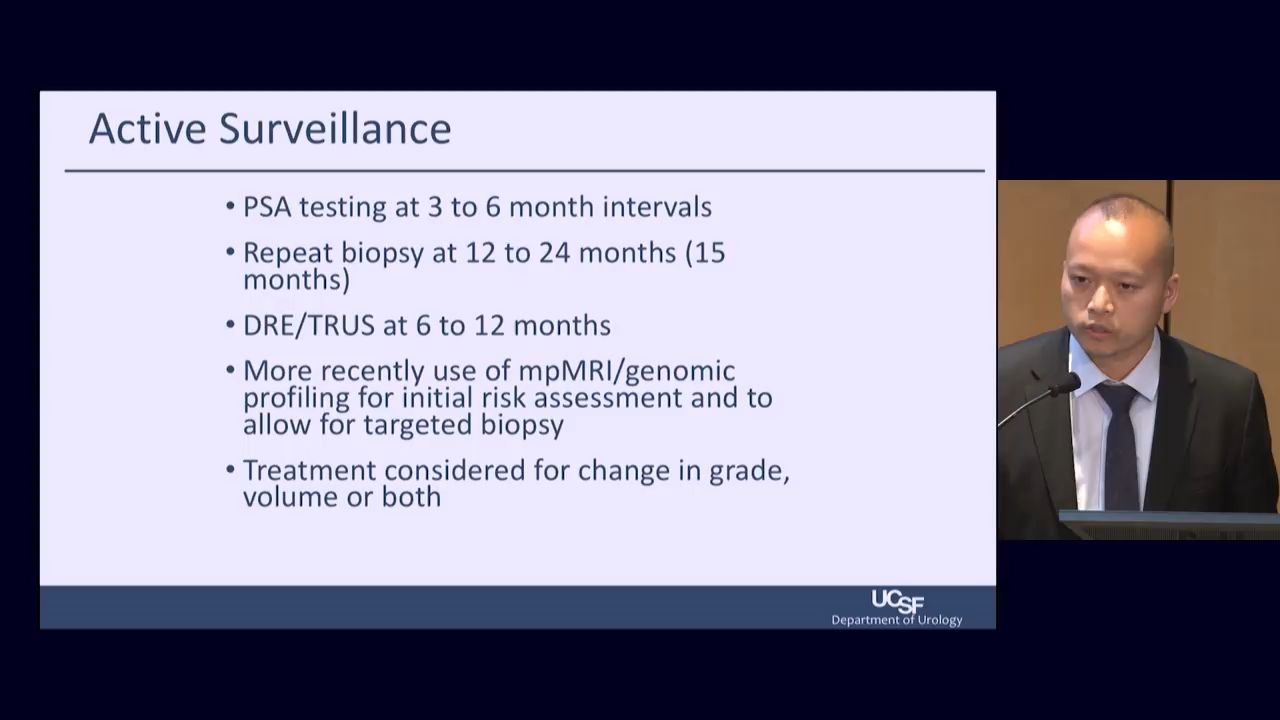 Active Surveillance
• PSA testing at 3 to 6 month intervals
• Repeat biopsy at 12 to 24 months (15
months)
• DRE/TRUS at 6 to 12 months
• More recently use of mpMRI/genomic
profiling for initial risk assessment and to
allow for targeted biopsy
• Treatment considered for change in grade,
volume or both
UCSF
Department of Urology